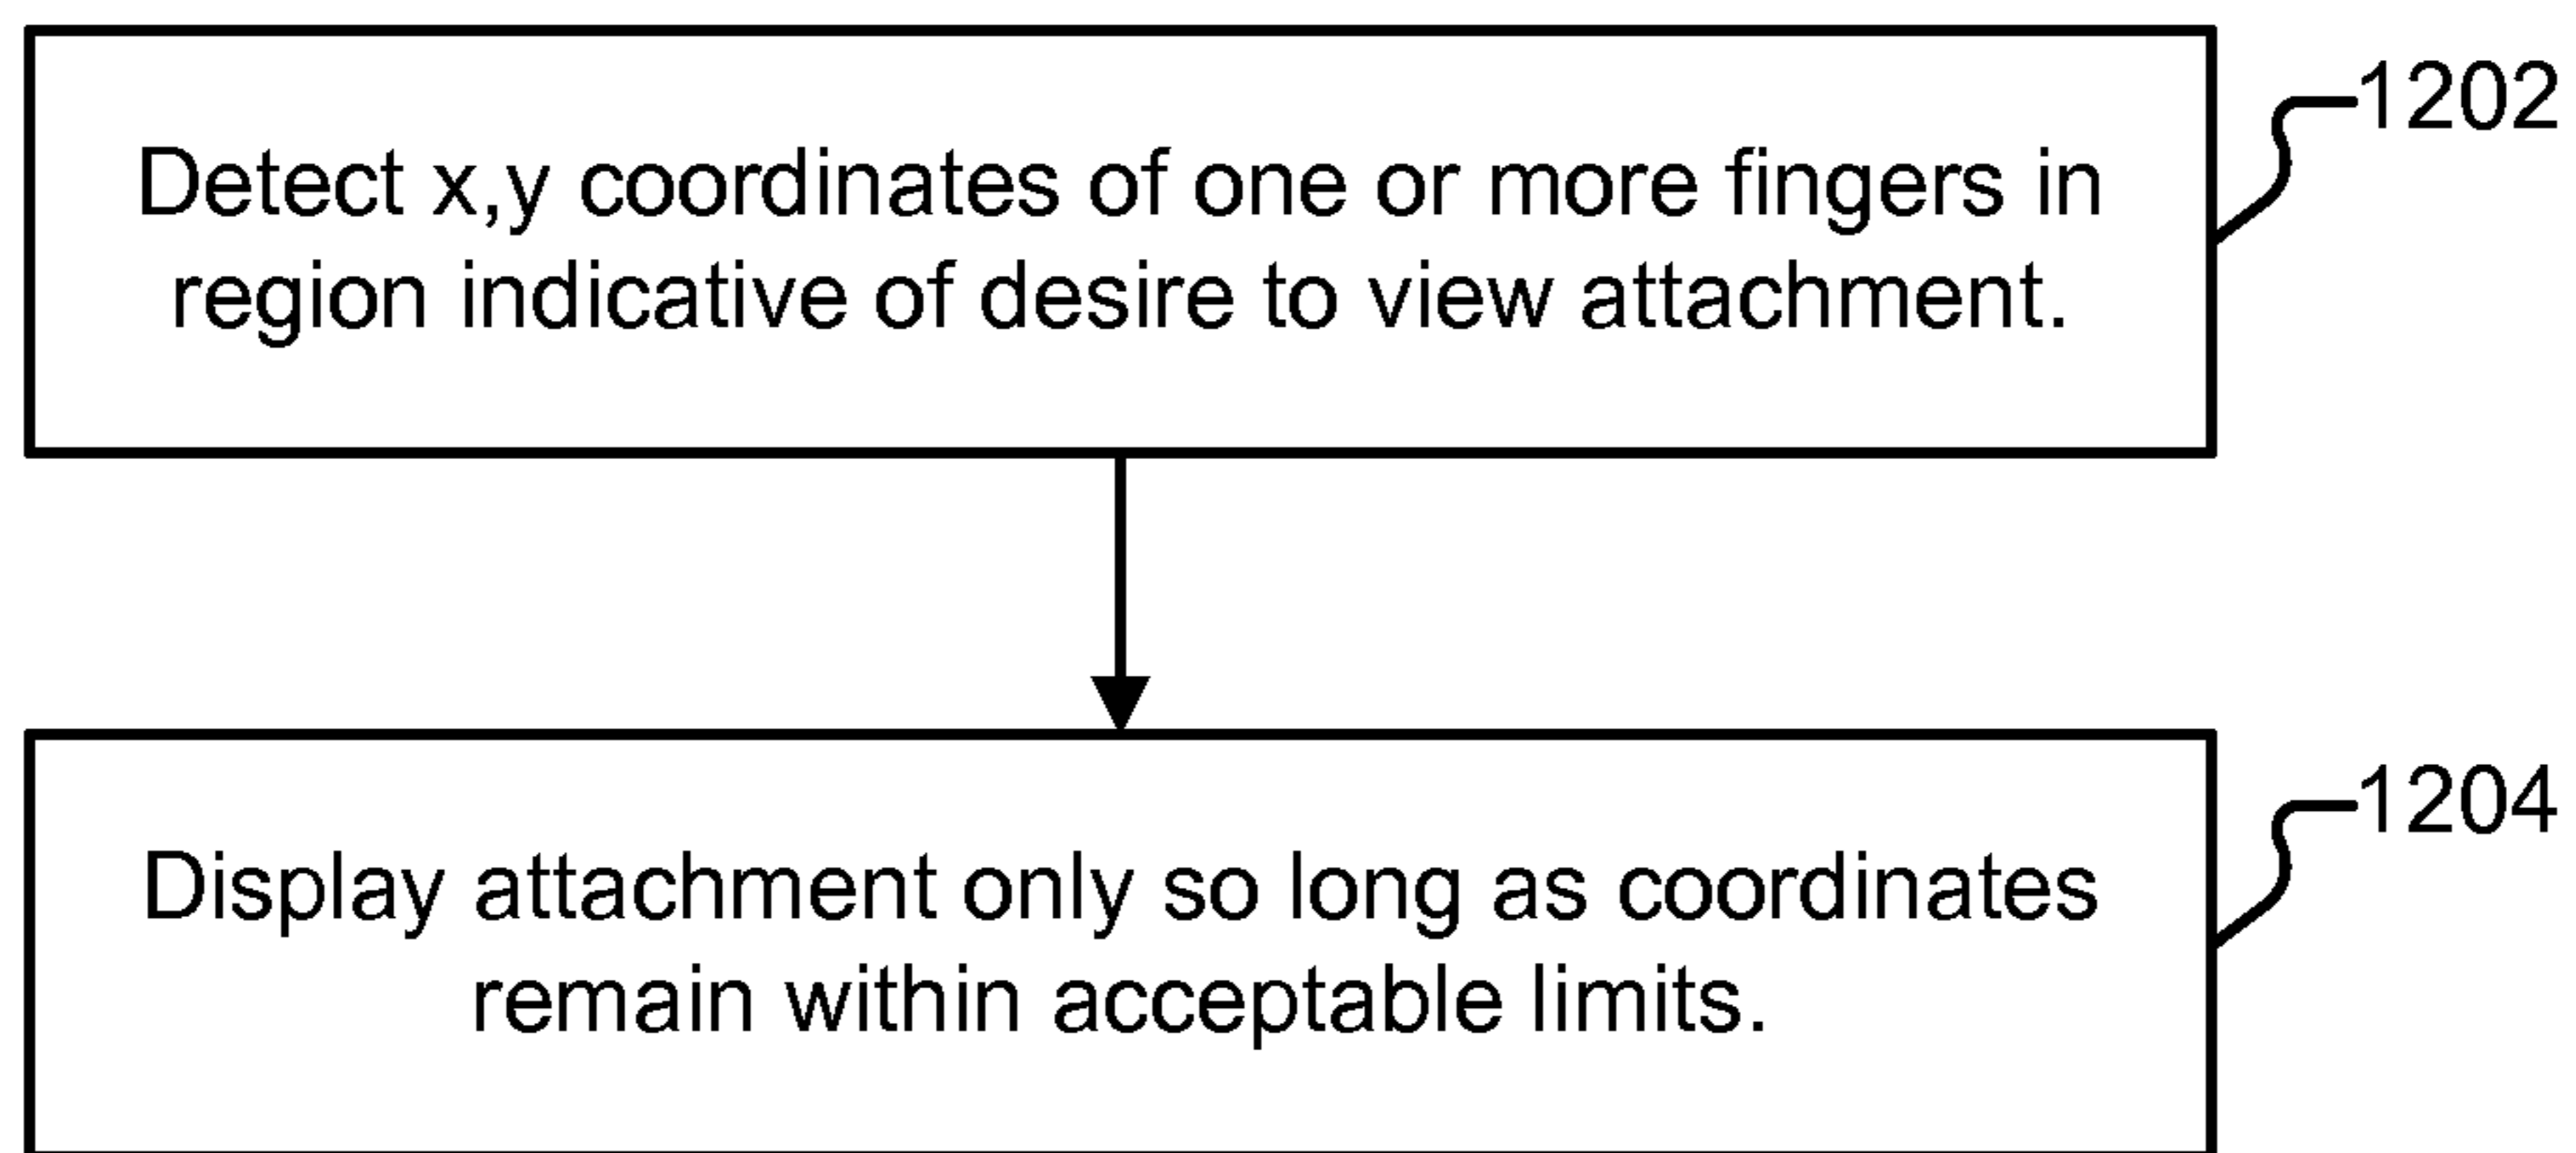 Detect x,y coordinates of one or more fingers in
region indicative of desire to view attachment.
1202
Display attachment only so long as coordinates
remain within acceptable limits.
1204